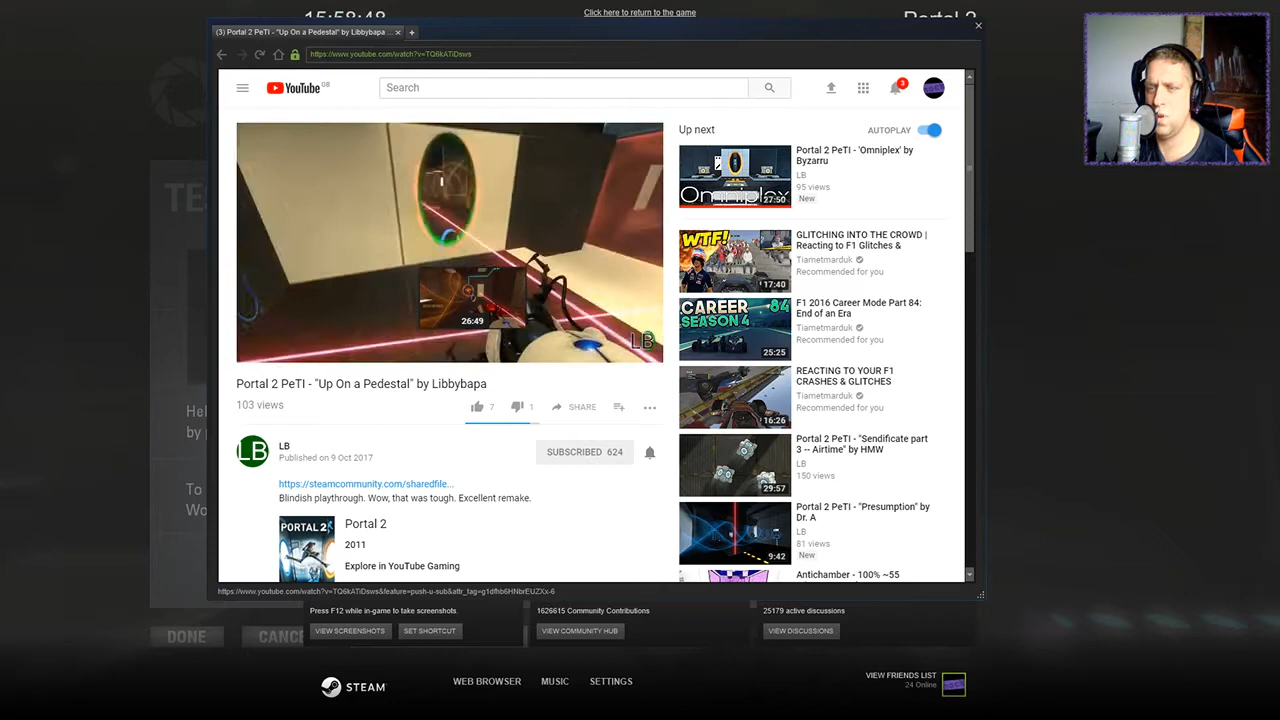 15:58:48
Click here to return to the game
Portal 2
(3) Portal 2 PeTI - "Up On a Pedestal" by Libbybapa ...
https://www.youtube.com/watch?v=TQ6kATiDsws
YouTube GB
Search
3
Up next
AUTOPLAY
Portal 2 PeTI - 'Omniplex' by
Byzarru
LB
95 views
New
Omniplex
27:50
WTF!
GLITCHING INTO THE CROWD |
Reacting to F1 Glitches &
Tiametmarduk
Recommended for you
17:40
CAREER 84
SEASON 4
F1 2016 Career Mode Part 84:
End of an Era
Tiametmarduk
Recommended for you
25:25
REACTING TO YOUR F1
CRASHES & GLITCHES
Tiametmarduk
Recommended for you
16:26
Portal 2 PeTI - "Sendificate part
3 -- Airtime" by HMW
LB
150 views
29:57
Portal 2 PeTI - "Presumption" by
Dr. A
LB
81 views
New
9:42
Antichamber - 100% ~55
26:49
LB
Portal 2 PeTI - "Up On a Pedestal" by Libbybapa
103 views
7
1
SHARE
LB
LB
Published on 9 Oct 2017
SUBSCRIBED 624
https://steamcommunity.com/sharedfile...
Blindish playthrough. Wow, that was tough. Excellent remake.
PORTAL 2
Portal 2
2011
Explore in YouTube Gaming
https://www.youtube.com/watch?v=TQ6kATiDsws&feature=push-u-sub&attr_tag=g1dfhb6HNbrEUZXx-6
TE
Hel
by p
To
Wo
DONE
CANC
Press F12 while in-game to take screenshots.
VIEW SCREENSHOTS
SET SHORTCUT
1626615 Community Contributions
VIEW COMMUNITY HUB
25179 active discussions
VIEW DISCUSSIONS
STEAM
WEB BROWSER
MUSIC
SETTINGS
VIEW FRIENDS LIST
24 Online